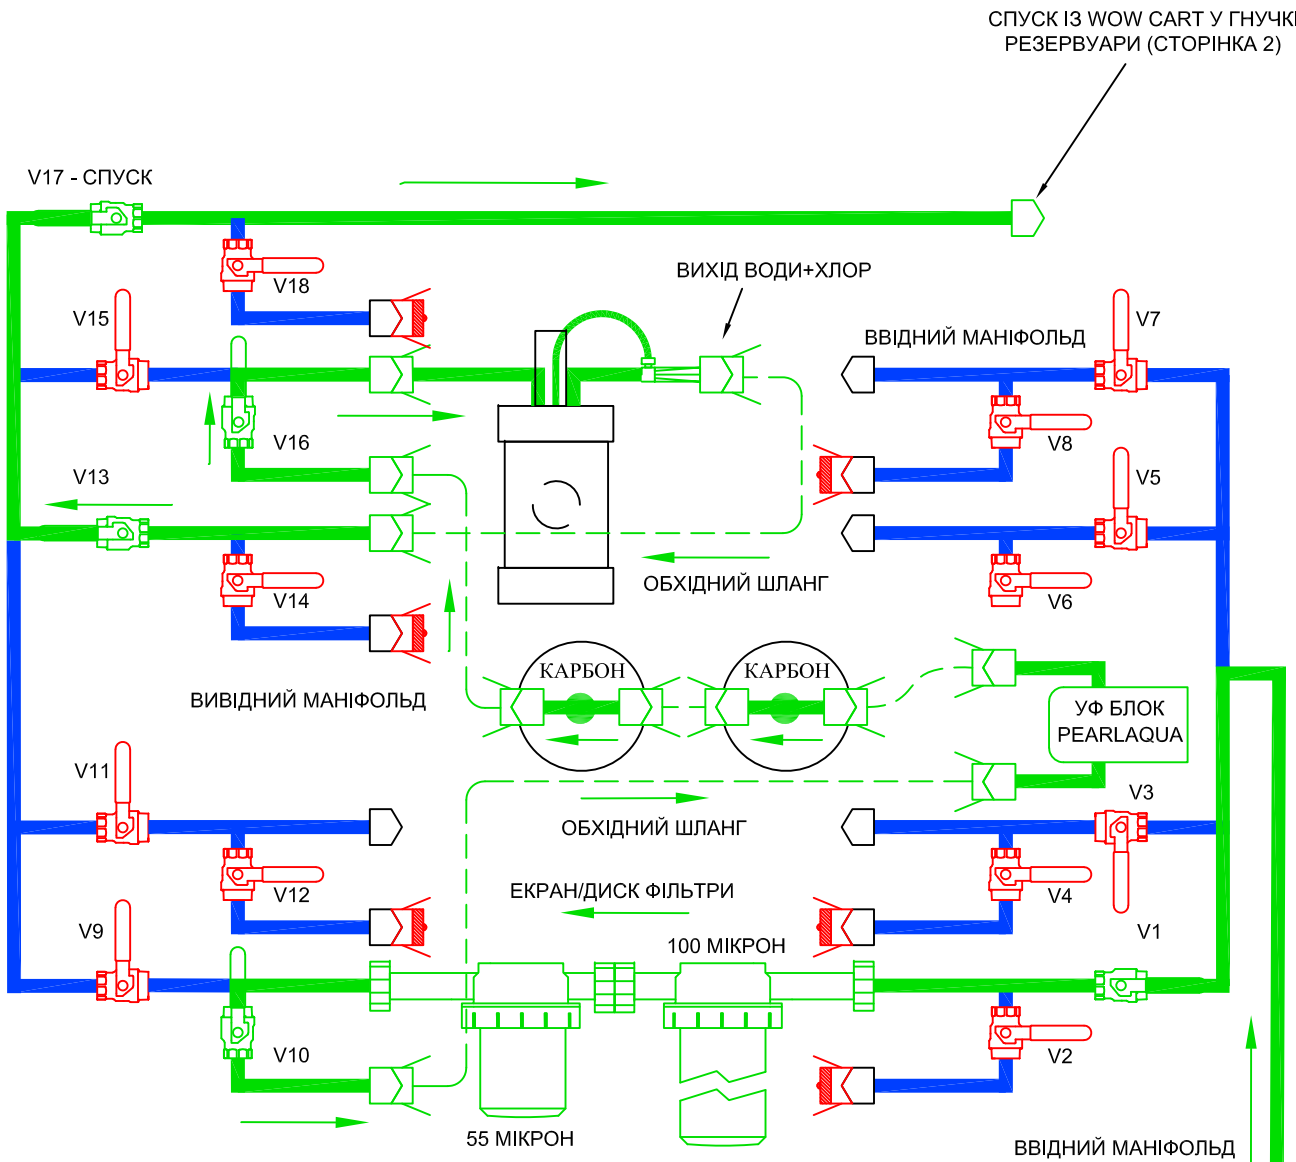 СПУСК ІЗ WOW CART У ГНУЧКІ
РЕЗЕРВУАРИ (СТОРІНКА 2)
V17 - СПУСК
ВИХІД ВОДИ+ХЛОР
V18
V15
V7
ВВІДНИЙ МАНІФОЛЬД
V16
V8
V13
V5
ОБХІДНИЙ ШЛАНГ
V14
V6
КАРБОН
КАРБОН
ВИВІДНИЙ МАНІФОЛЬД
УФ БЛОК
PEARLAQUA
V11
V3
ОБХІДНИЙ ШЛАНГ
ЕКРАН/ДИСК ФІЛЬТРИ
V12
V4
V9
V1
100 МІКРОН
V10
V2
55 МІКРОН
ВВІДНИЙ МАНІФОЛЬД